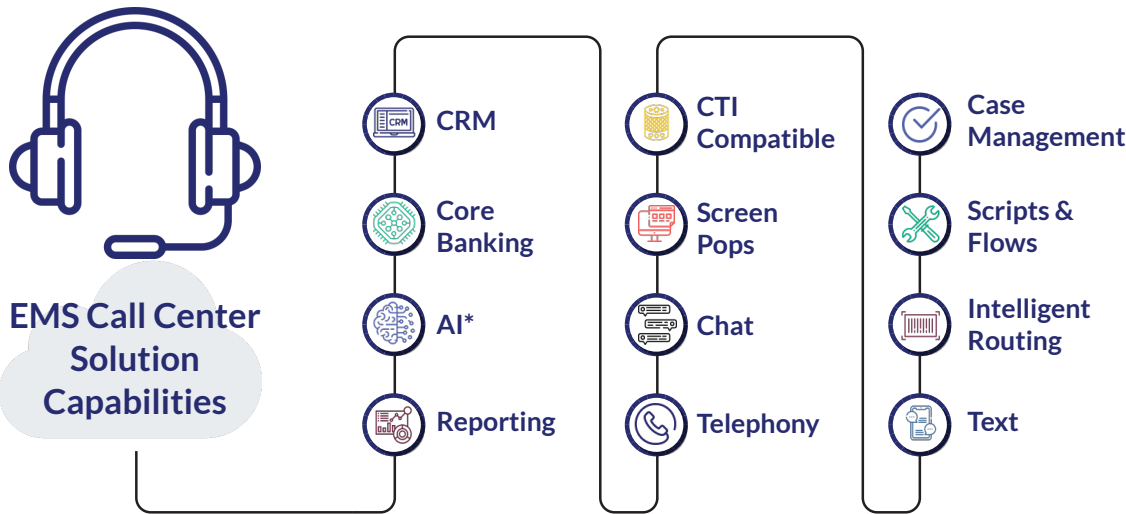 EMS Call Center
Solution
Capabilities
CRM
CRM
Core
Banking
AI*
Reporting
CTI
Compatible
Screen
Pops
Chat
Telephony
Case
Management
Scripts &
Flows
Intelligent
Routing
Text